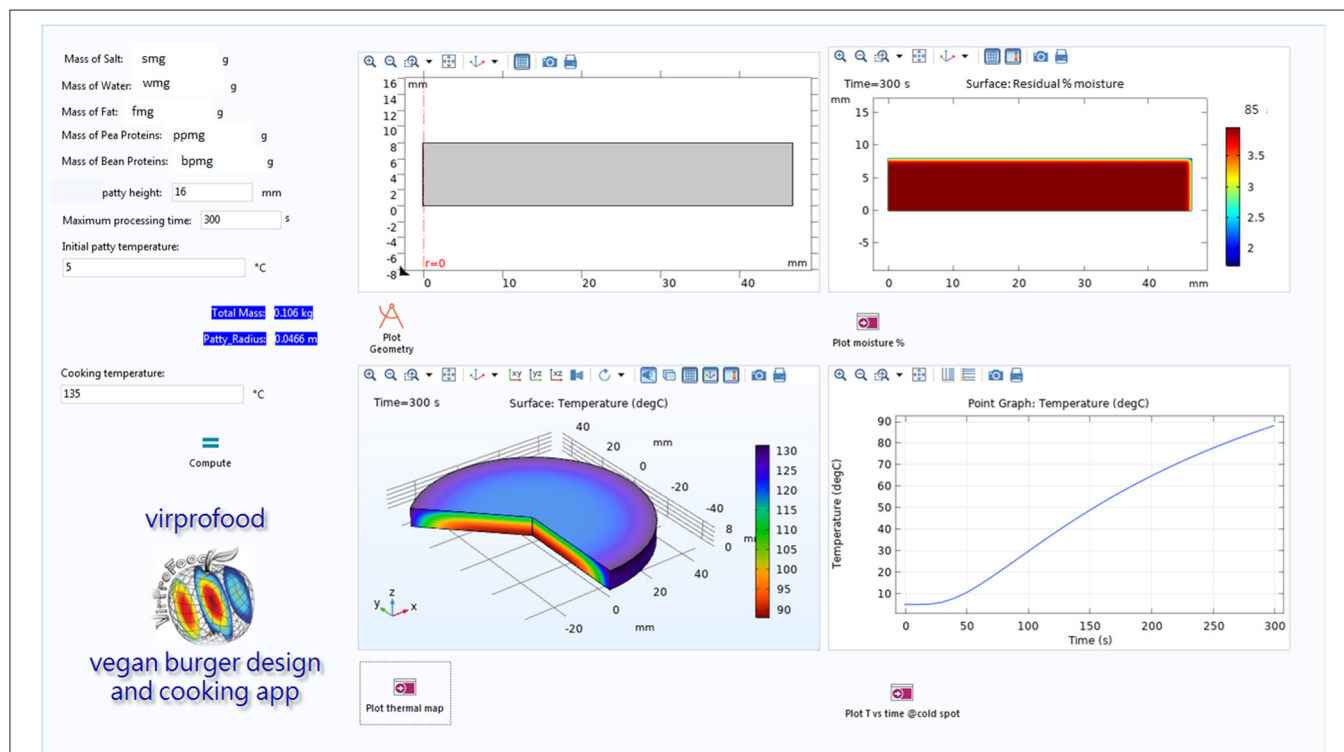 Mass of Salt: smg g
Mass of Water: wmg g
Mass of Fat: fmg g
Mass of Pea Proteins: ppmg g
Mass of Bean Proteins: bpmg g
patty height: 16 mm
Maximum processing time: 300 s
Initial patty temperature:
5 °C
Total Mass: 0.106 kg
Patty_Radius: 0.0466 m
Cooking temperature:
135 °C
=
Compute
virprofood
VirProFood
vegan burger design
and cooking app
16 mm
14
12
10
8
6
4
2
0
-2
-4
-6
-8
r=0
mm
0 10 20 30 40
Plot
Geometry
Time=300 s Surface: Residual % moisture
mm
15
10
5
0
-5
0 20 40 mm
85
3.5
3
2.5
2
Plot moisture %
xy yz xz
Time=300 s Surface: Temperature (degC)
40
20
0
-20
-40
mm
8
0
mm
40
20
0
-20
mm
z
y x
130
125
120
115
110
105
100
95
90
Plot thermal map
Point Graph: Temperature (degC)
Temperature (degC)
90
80
70
60
50
40
30
20
10
0 50 100 150 200 250 300
Time (s)
Plot T vs time @cold spot